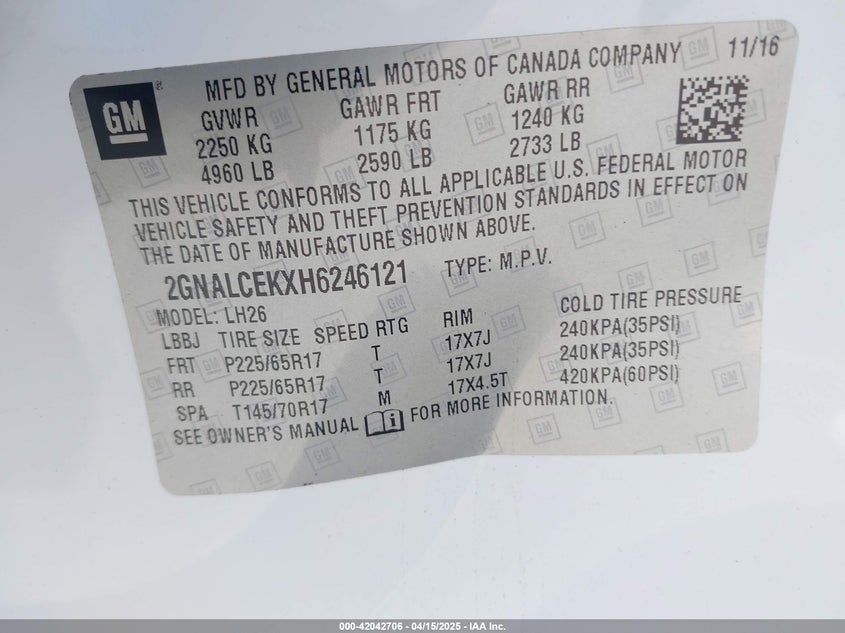 GM
MFD BY GENERAL MOTORS OF CANADA COMPANY 11/16
GVWR GAWR FRT GAWR RR
2250 KG 1175 KG 1240 KG
4960 LB 2590 LB 2733 LB
THIS VEHICLE CONFORMS TO ALL APPLICABLE U.S. FEDERAL MOTOR
VEHICLE SAFETY AND THEFT PREVENTION STANDARDS IN EFFECT ON
THE DATE OF MANUFACTURE SHOWN ABOVE.
2GNALCEKXH6246121 TYPE: M.P.V.
MODEL: LH26
LBBJ TIRE SIZE SPEED RTG RIM COLD TIRE PRESSURE
FRT P225/65R17 T 17X7J 240KPA(35PSI)
RR P225/65R17 T 17X7J 240KPA(35PSI)
SPA T145/70R17 M 17X4.5T 420KPA(60PSI)
SEE OWNER'S MANUAL FOR MORE INFORMATION.
000-42042706 - 04/15/2025 - IAA Inc.